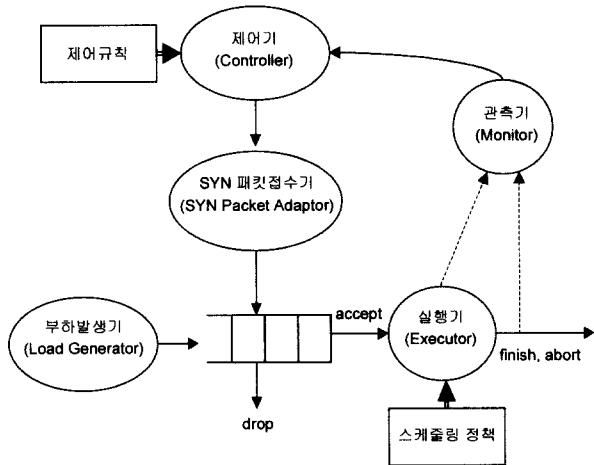 제어규칙
제어기
(Controller)
관측기
(Monitor)
SYN 패킷접수기
(SYN Packet Adaptor)
부하발생기
(Load Generator)
accept
실행기
(Executor)
finish, abort
drop
스케줄링 정책